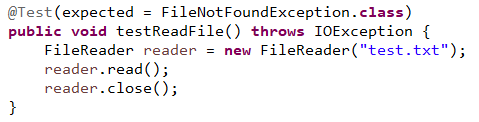 @Test(expected = FileNotFoundException.class)
public void testReadFile() throws IOException {
    FileReader reader = new FileReader("test.txt");
    reader.read();
    reader.close();
}